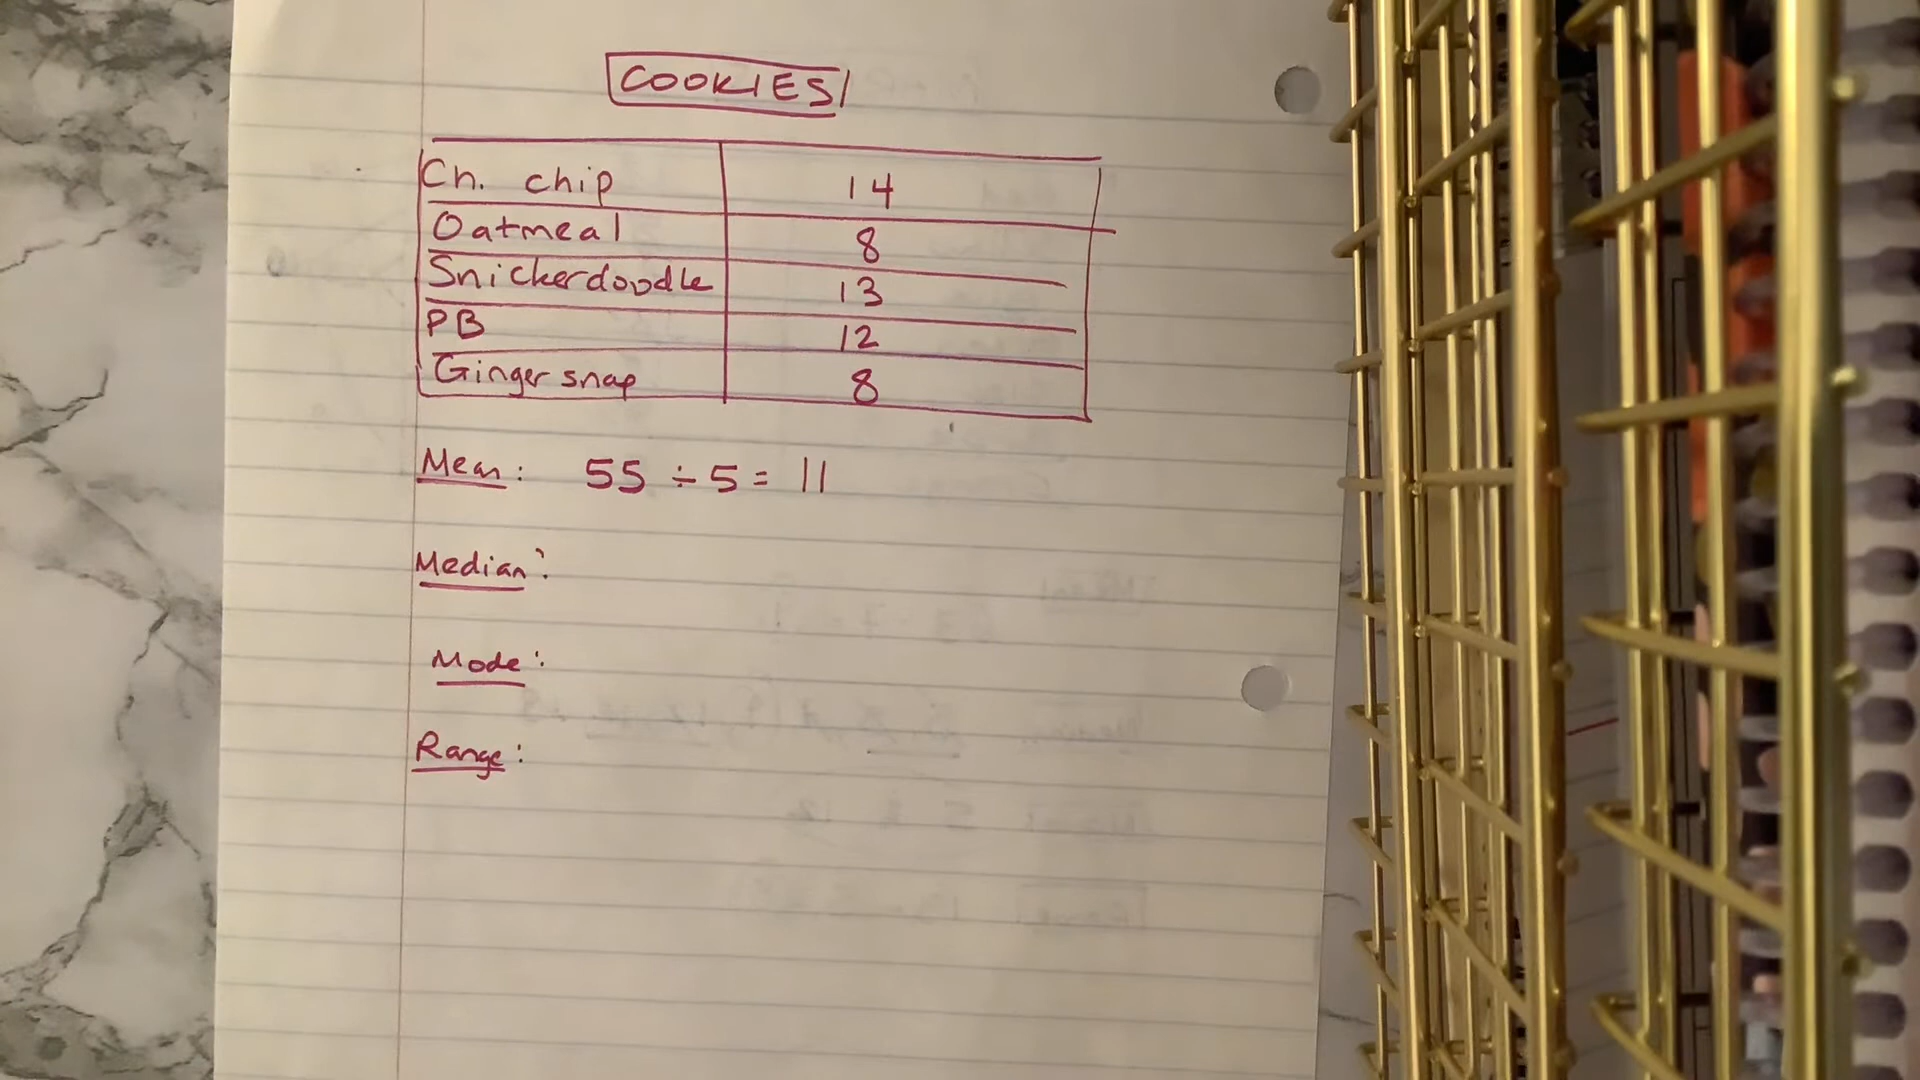 COOKIES
Ch. chip 14
Oatmeal 8
Snickerdoodle 13
PB 12
Ginger snap 8
Mean: 55 ÷ 5 = 11
Median:
Mode:
Range: